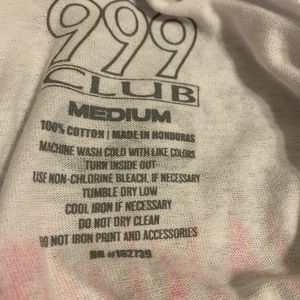 999
CLUB
MEDIUM
100% COTTON | MADE IN HONDURAS
MACHINE WASH COLD WITH LIKE COLORS
TURN INSIDE OUT
USE NON-CHLORINE BLEACH, IF NECESSARY
TUMBLE DRY LOW
COOL IRON IF NECESSARY
DO NOT DRY CLEAN
DO NOT IRON PRINT AND ACCESSORIES
RN #162739